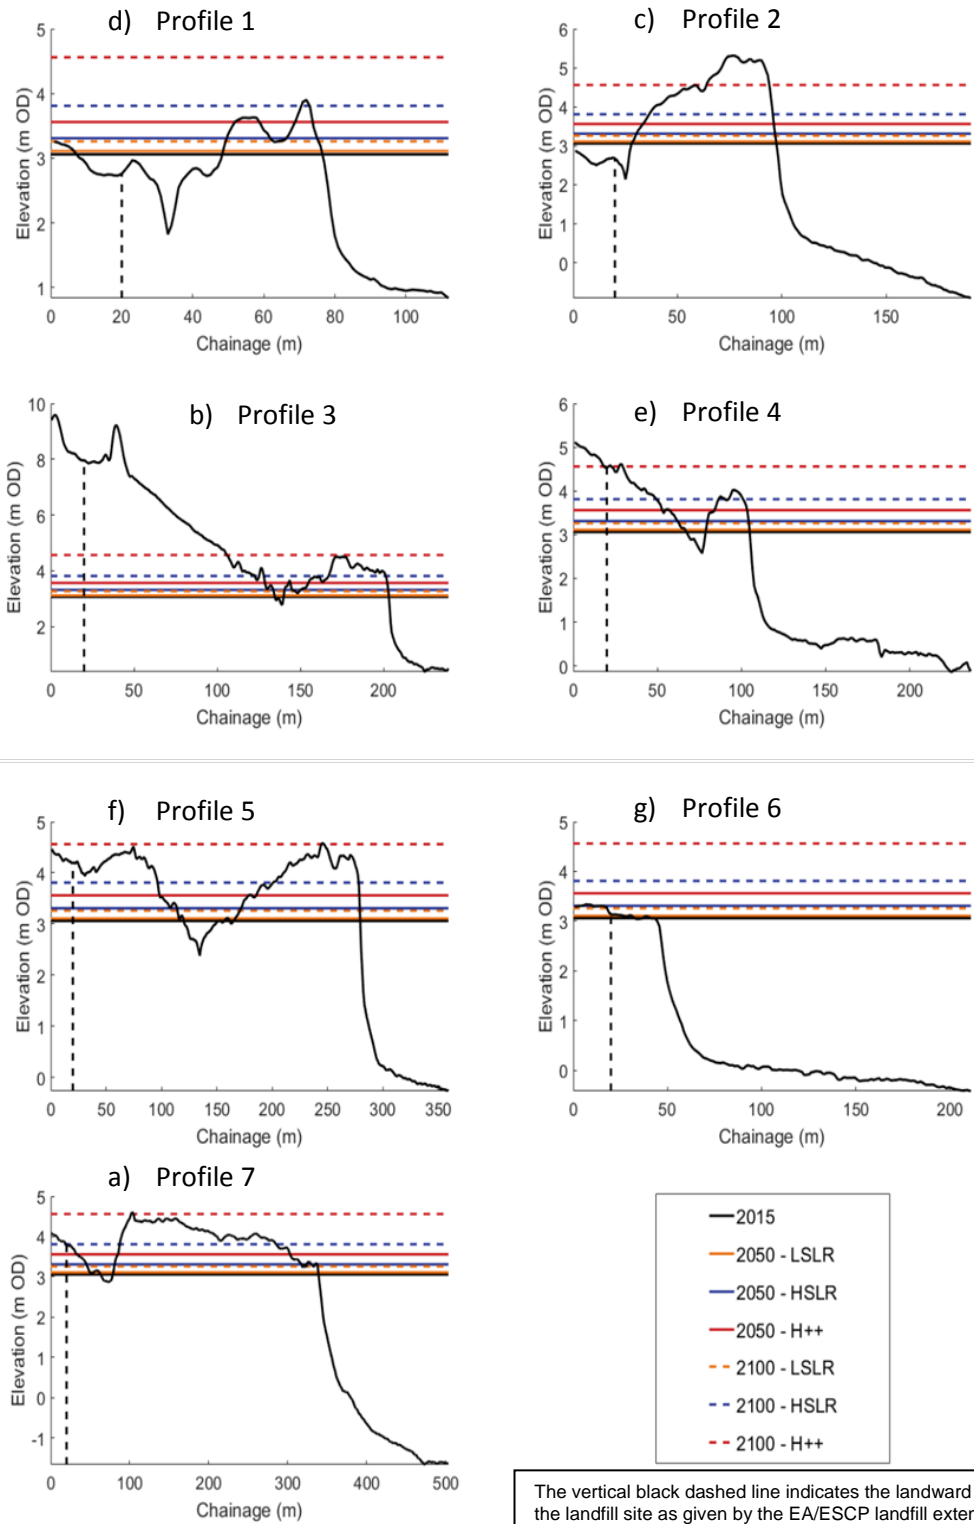 d) Profile 1
5
4
3
2
1
0
20
40
60
80
100
Elevation (m OD)
Chainage (m)
c) Profile 2
6
5
4
3
2
0
0
50
100
150
Elevation (m OD)
Chainage (m)
b) Profile 3
10
8
6
4
2
0
50
100
150
200
Elevation (m OD)
Chainage (m)
e) Profile 4
6
5
4
3
2
1
0
0
50
100
150
200
Elevation (m OD)
Chainage (m)
f) Profile 5
5
4
3
2
1
0
0
50
100
150
200
250
300
350
Elevation (m OD)
Chainage (m)
g) Profile 6
5
4
3
2
1
0
0
50
100
150
200
Elevation (m OD)
Chainage (m)
a) Profile 7
5
4
3
2
1
0
-1
0
100
200
300
400
500
Elevation (m OD)
Chainage (m)
2015
2050 - LSLR
2050 - HSLR
2050 - H++
2100 - LSLR
2100 - HSLR
2100 - H++
The vertical black dashed line indicates the landward
the landfill site as given by the EA/ESCP landfill exter